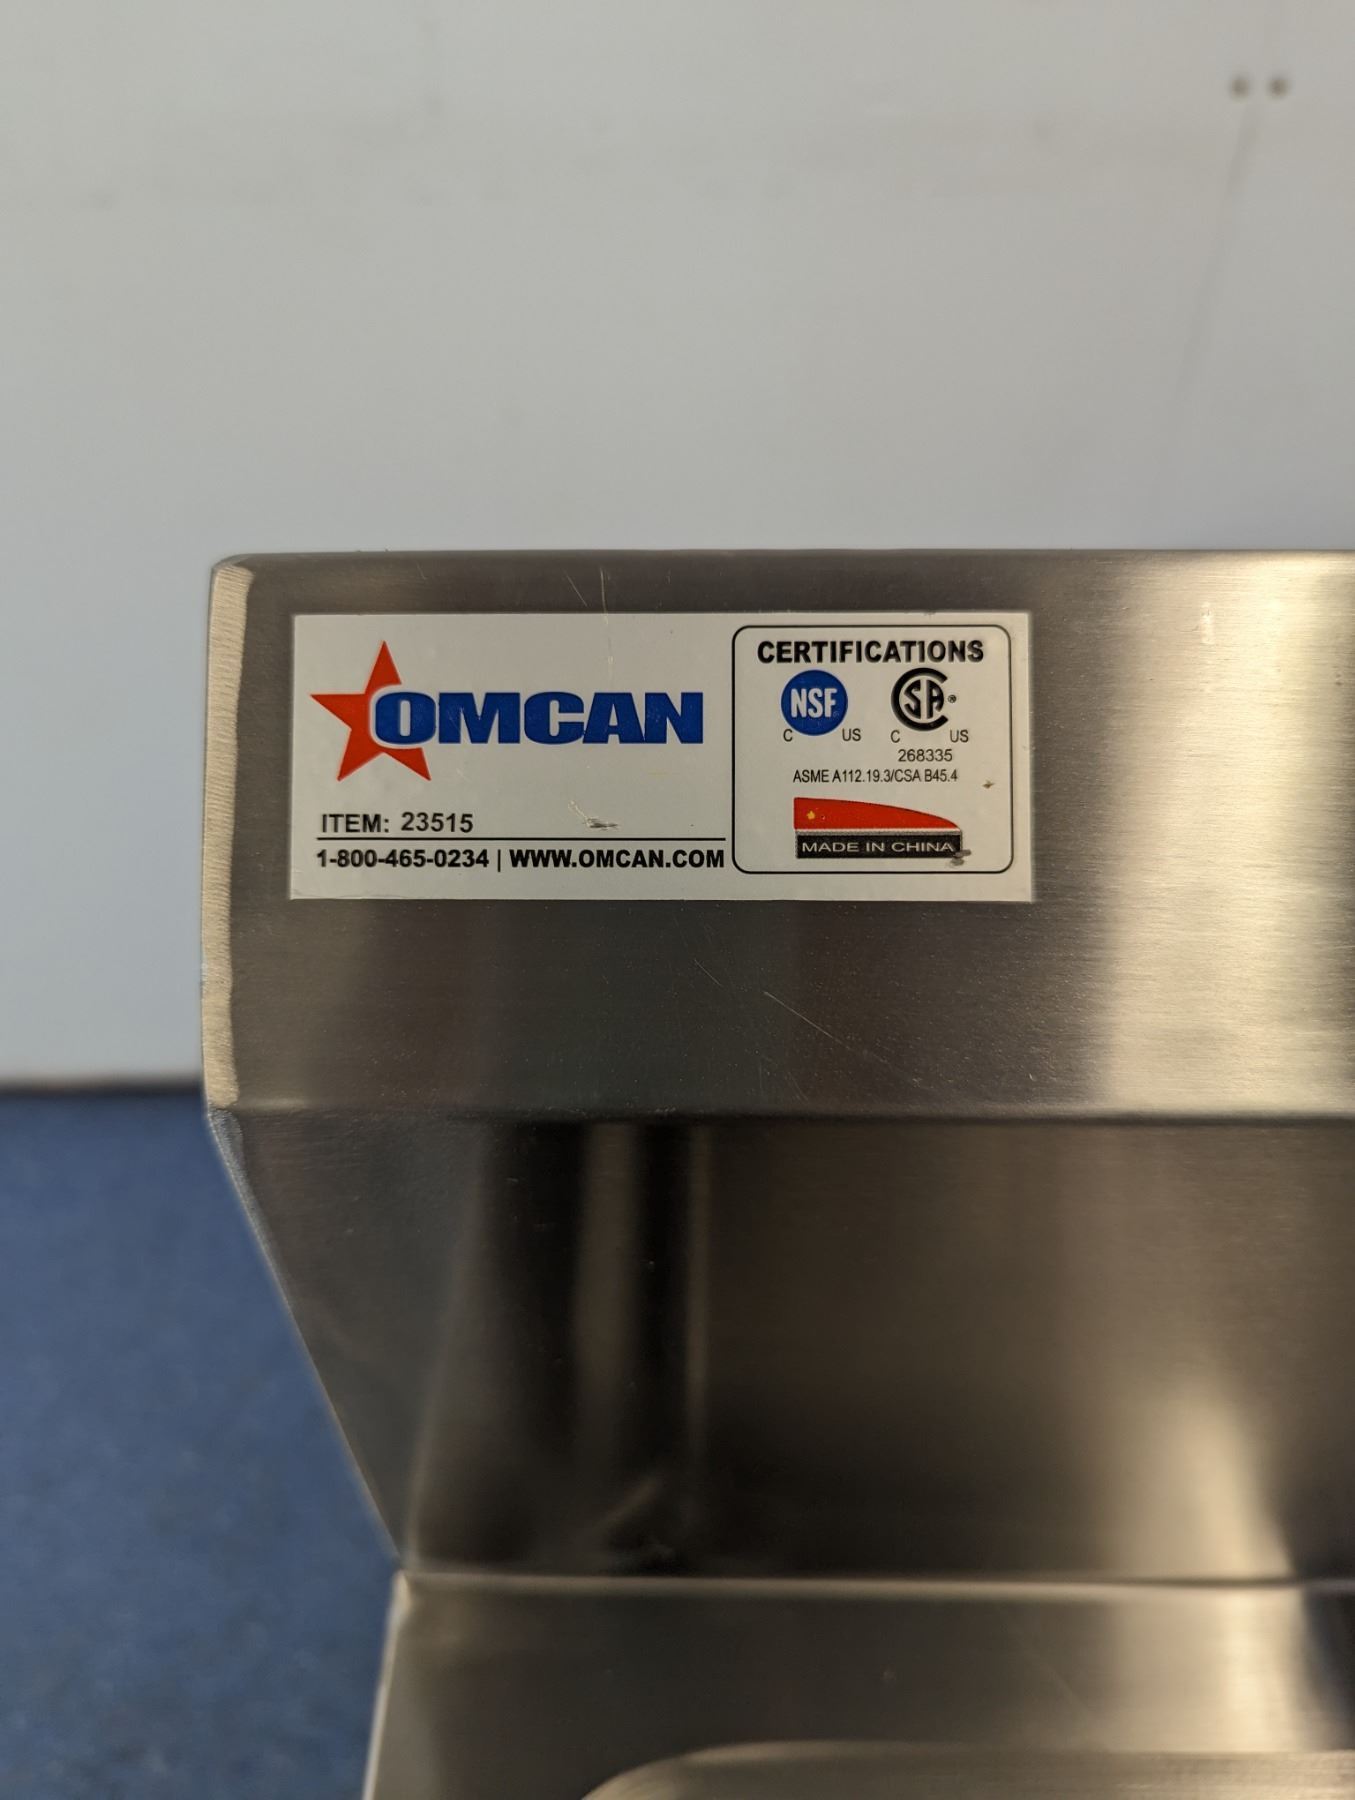 OMCAN
ITEM: 23515
1-800-465-0234 | WWW.OMCAN.COM
CERTIFICATIONS
NSF
C US
SA
C US
268335
ASME A112.19.3/CSA B45.4
MADE IN CHINA